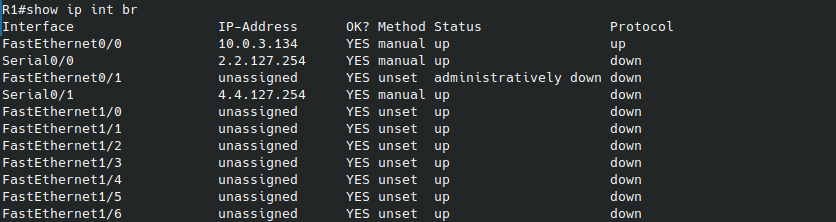 R1#show ip int br
Interface IP-Address OK? Method Status Protocol
FastEthernet0/0 10.0.3.134 YES manual up up
Serial0/0 2.2.127.254 YES manual up down
FastEthernet0/1 unassigned YES unset administratively down down
Serial0/1 4.4.127.254 YES manual up down
FastEthernet1/0 unassigned YES unset up down
FastEthernet1/1 unassigned YES unset up down
FastEthernet1/2 unassigned YES unset up down
FastEthernet1/3 unassigned YES unset up down
FastEthernet1/4 unassigned YES unset up down
FastEthernet1/5 unassigned YES unset up down
FastEthernet1/6 unassigned YES unset up down